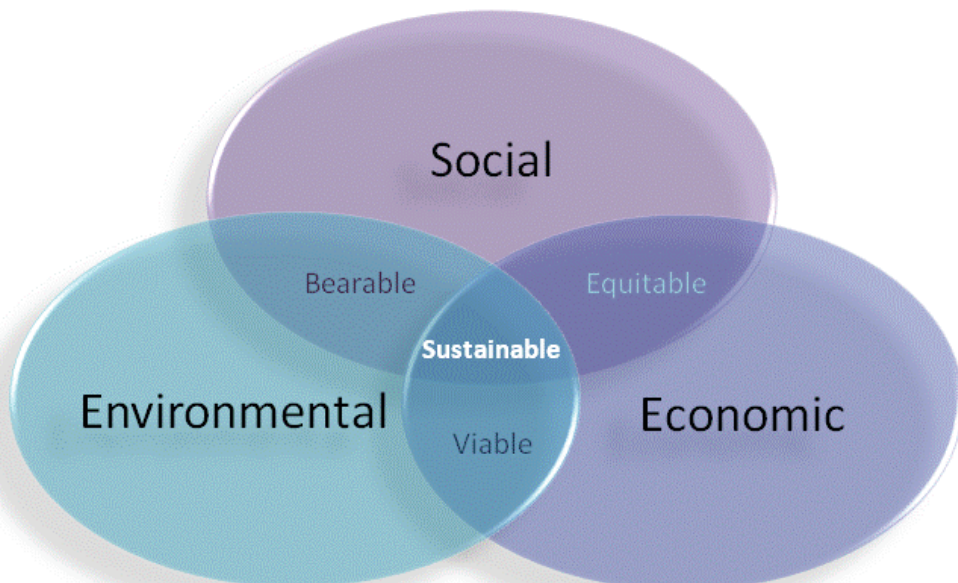 Social
Bearable
Equitable
Sustainable
Environmental
Economic
Viable